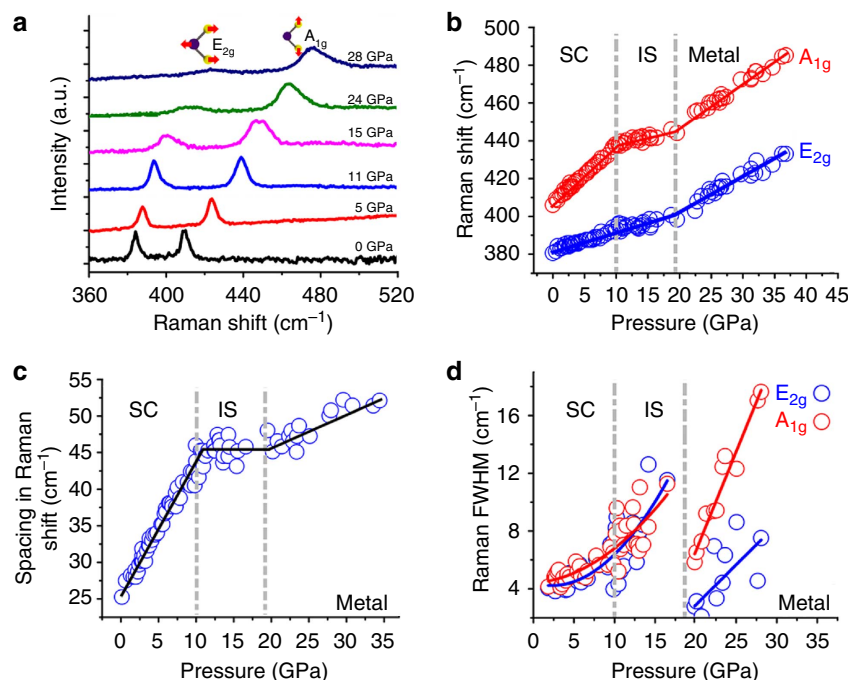 a
E2g
A1g
28 GPa
24 GPa
15 GPa
11 GPa
5 GPa
0 GPa
Intensity (a.u.)
360 400 440 480 520
Raman shift (cm−1)
b
SC IS Metal
A1g
E2g
500
480
460
440
420
400
380
Raman shift (cm−1)
0 5 10 15 20 25 30 35 40 45
Pressure (GPa)
c
SC IS
Metal
55
50
45
40
35
30
25
Spacing in Raman
shift (cm−1)
0 5 10 15 20 25 30 35
Pressure (GPa)
d
SC IS
E2g
A1g
Metal
16
12
8
4
0
Raman FWHM (cm−1)
0 5 10 15 20 25 30 35
Pressure (GPa)